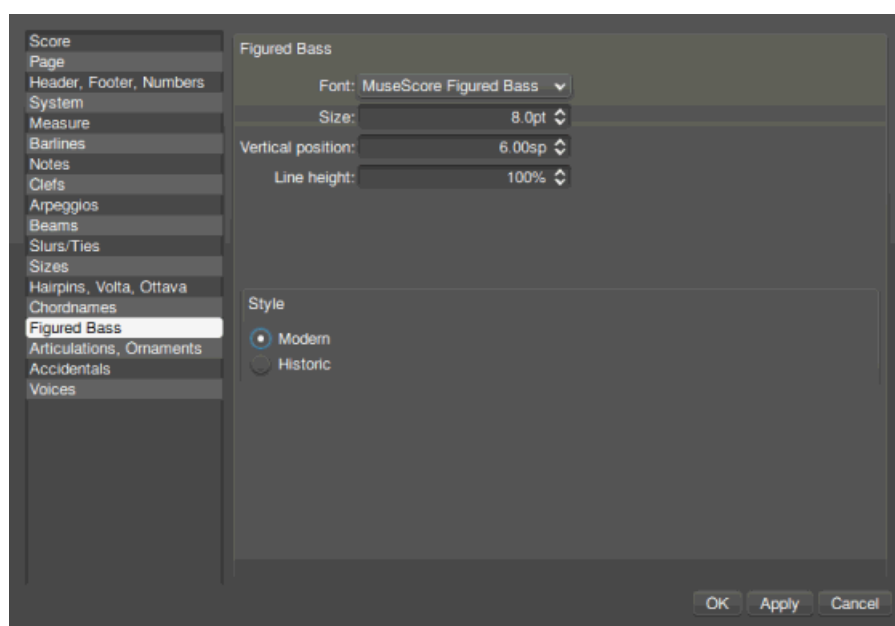 Score
Page
Header, Footer, Numbers
System
Measure
Barlines
Notes
Clefs
Arpeggios
Beams
Slurs/Ties
Sizes
Hairpins, Volta, Ottava
Chordnames
Figured Bass
Articulations, Ornaments
Accidentals
Voices
Figured Bass
Font: MuseScore Figured Bass
Size: 8.0pt
Vertical position: 6.00sp
Line height: 100%
Style
Modern
Historic
OK Apply Cancel